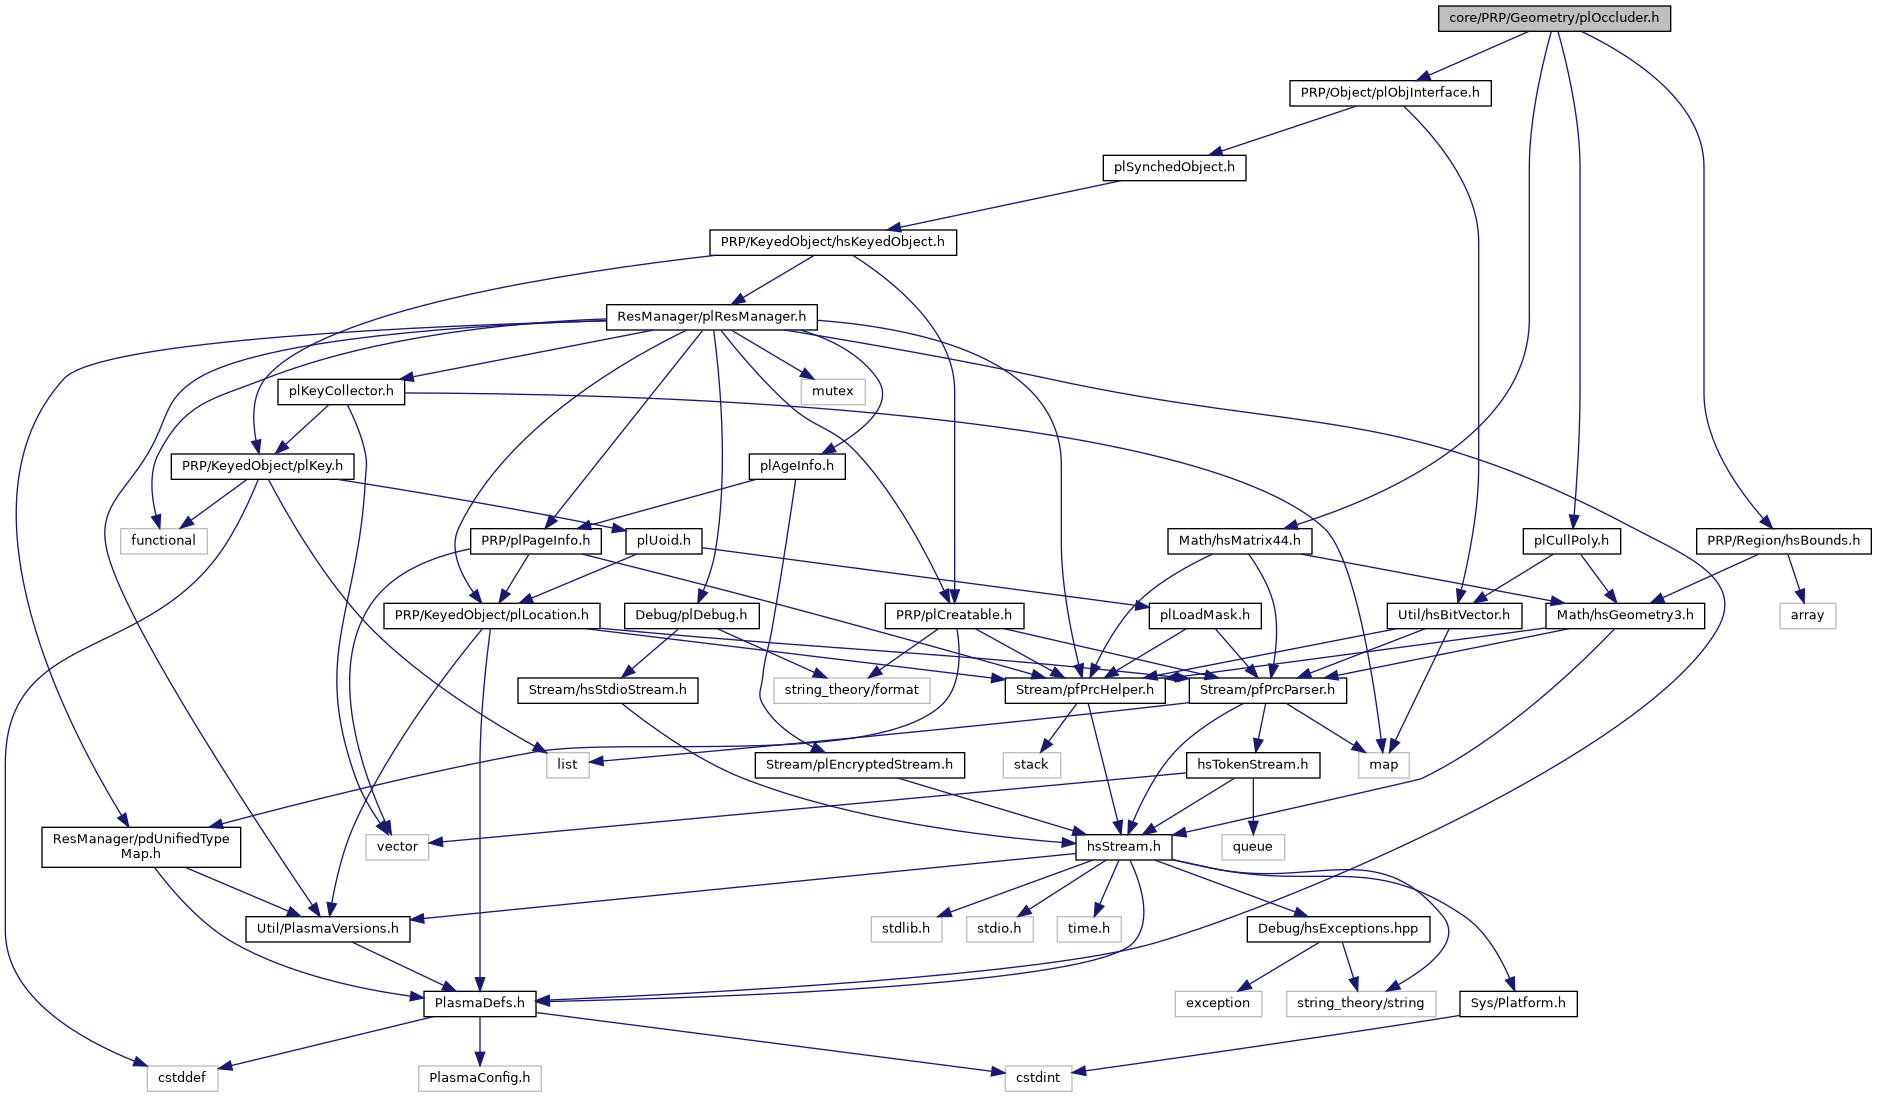 core/PRP/Geometry/plOccluder.h
PRP/Object/plObjInterface.h
plSynchedObject.h
PRP/KeyedObject/hsKeyedObject.h
ResManager/plResManager.h
plKeyCollector.h
mutex
PRP/KeyedObject/plKey.h
plAgeInfo.h
functional
PRP/plPageInfo.h
plUoid.h
Math/hsMatrix44.h
plCullPoly.h
PRP/Region/hsBounds.h
PRP/KeyedObject/plLocation.h
Debug/plDebug.h
PRP/plCreatable.h
plLoadMask.h
Util/hsBitVector.h
Math/hsGeometry3.h
array
Stream/hsStdioStream.h
string_theory/format
Stream/pfPrcHelper.h
Stream/pfPrcParser.h
list
Stream/plEncryptedStream.h
stack
hsTokenStream.h
map
ResManager/pdUnifiedType
Map.h
vector
hsStream.h
queue
Util/PlasmaVersions.h
stdlib.h
stdio.h
time.h
Debug/hsExceptions.hpp
PlasmaDefs.h
exception
string_theory/string
Sys/Platform.h
cstddef
PlasmaConfig.h
cstdint